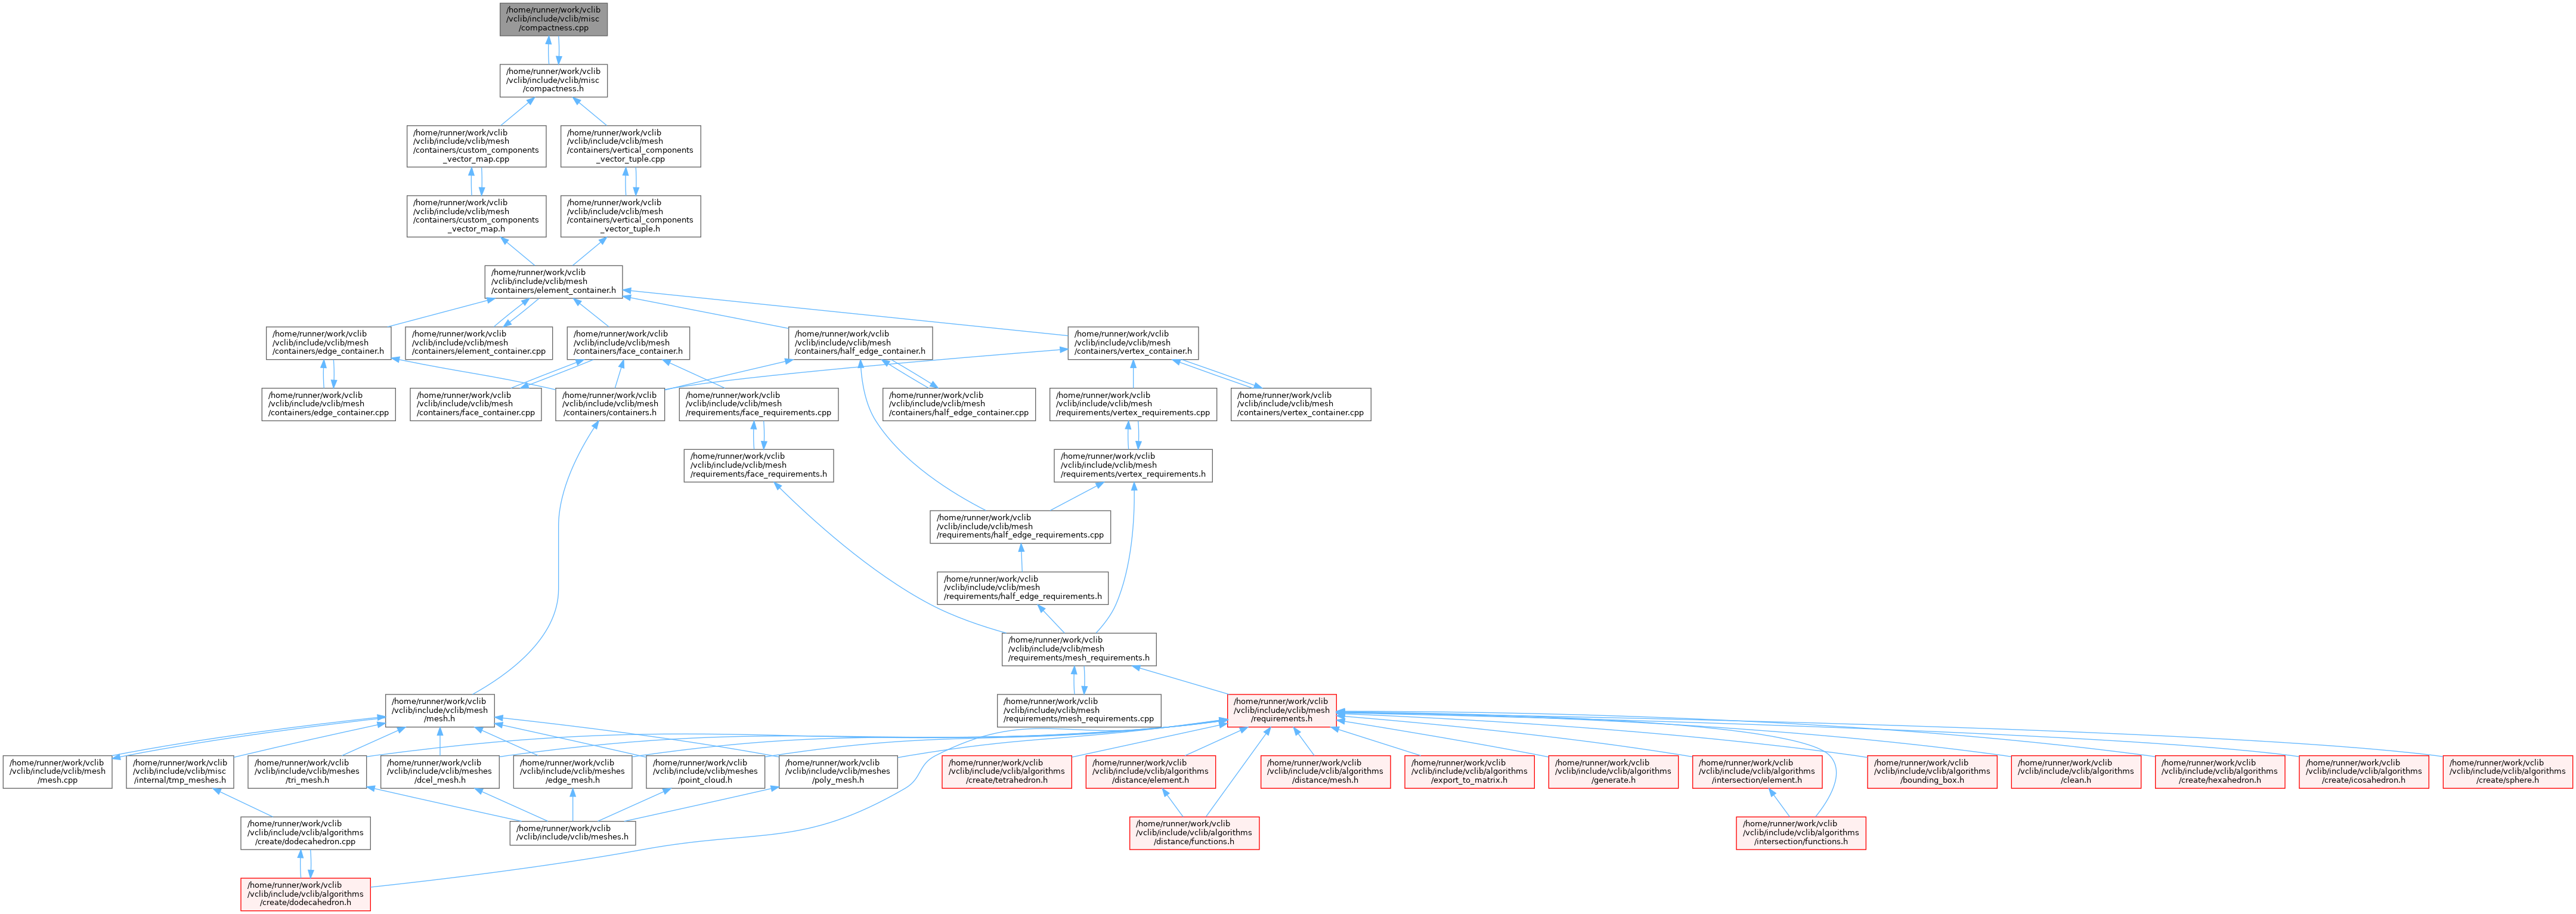 /home/runner/work/vclib
/vclib/include/vclib/misc
/compactness.cpp
/home/runner/work/vclib
/vclib/include/vclib/misc
/compactness.h
/home/runner/work/vclib
/vclib/include/vclib/mesh
/containers/custom_components
_vector_map.cpp
/home/runner/work/vclib
/vclib/include/vclib/mesh
/containers/vertical_components
_vector_tuple.cpp
/home/runner/work/vclib
/vclib/include/vclib/mesh
/containers/custom_components
_vector_map.h
/home/runner/work/vclib
/vclib/include/vclib/mesh
/containers/vertical_components
_vector_tuple.h
/home/runner/work/vclib
/vclib/include/vclib/mesh
/containers/element_container.h
/home/runner/work/vclib
/vclib/include/vclib/mesh
/containers/edge_container.h
/home/runner/work/vclib
/vclib/include/vclib/mesh
/containers/element_container.cpp
/home/runner/work/vclib
/vclib/include/vclib/mesh
/containers/face_container.h
/home/runner/work/vclib
/vclib/include/vclib/mesh
/containers/half_edge_container.h
/home/runner/work/vclib
/vclib/include/vclib/mesh
/containers/vertex_container.h
/home/runner/work/vclib
/vclib/include/vclib/mesh
/containers/edge_container.cpp
/home/runner/work/vclib
/vclib/include/vclib/mesh
/containers/face_container.cpp
/home/runner/work/vclib
/vclib/include/vclib/mesh
/containers/containers.h
/home/runner/work/vclib
/vclib/include/vclib/mesh
/requirements/face_requirements.cpp
/home/runner/work/vclib
/vclib/include/vclib/mesh
/containers/half_edge_container.cpp
/home/runner/work/vclib
/vclib/include/vclib/mesh
/requirements/vertex_requirements.cpp
/home/runner/work/vclib
/vclib/include/vclib/mesh
/containers/vertex_container.cpp
/home/runner/work/vclib
/vclib/include/vclib/mesh
/requirements/face_requirements.h
/home/runner/work/vclib
/vclib/include/vclib/mesh
/requirements/vertex_requirements.h
/home/runner/work/vclib
/vclib/include/vclib/mesh
/requirements/half_edge_requirements.cpp
/home/runner/work/vclib
/vclib/include/vclib/mesh
/requirements/half_edge_requirements.h
/home/runner/work/vclib
/vclib/include/vclib/mesh
/requirements/mesh_requirements.h
/home/runner/work/vclib
/vclib/include/vclib/mesh
/mesh.h
/home/runner/work/vclib
/vclib/include/vclib/mesh
/requirements/mesh_requirements.cpp
/home/runner/work/vclib
/vclib/include/vclib/mesh
/requirements.h
/home/runner/work/vclib
/vclib/include/vclib/mesh
/mesh.cpp
/home/runner/work/vclib
/vclib/include/vclib/misc
/internal/tmp_meshes.h
/home/runner/work/vclib
/vclib/include/vclib/meshes
/tri_mesh.h
/home/runner/work/vclib
/vclib/include/vclib/meshes
/dcel_mesh.h
/home/runner/work/vclib
/vclib/include/vclib/meshes
/edge_mesh.h
/home/runner/work/vclib
/vclib/include/vclib/meshes
/point_cloud.h
/home/runner/work/vclib
/vclib/include/vclib/meshes
/poly_mesh.h
/home/runner/work/vclib
/vclib/include/vclib/algorithms
/create/tetrahedron.h
/home/runner/work/vclib
/vclib/include/vclib/algorithms
/distance/element.h
/home/runner/work/vclib
/vclib/include/vclib/algorithms
/distance/mesh.h
/home/runner/work/vclib
/vclib/include/vclib/algorithms
/export_to_matrix.h
/home/runner/work/vclib
/vclib/include/vclib/algorithms
/generate.h
/home/runner/work/vclib
/vclib/include/vclib/algorithms
/intersection/element.h
/home/runner/work/vclib
/vclib/include/vclib/algorithms
/bounding_box.h
/home/runner/work/vclib
/vclib/include/vclib/algorithms
/clean.h
/home/runner/work/vclib
/vclib/include/vclib/algorithms
/create/hexahedron.h
/home/runner/work/vclib
/vclib/include/vclib/algorithms
/create/icosahedron.h
/home/runner/work/vclib
/vclib/include/vclib/algorithms
/create/sphere.h
/home/runner/work/vclib
/vclib/include/vclib/algorithms
/create/dodecahedron.cpp
/home/runner/work/vclib
/vclib/include/vclib/meshes.h
/home/runner/work/vclib
/vclib/include/vclib/algorithms
/distance/functions.h
/home/runner/work/vclib
/vclib/include/vclib/algorithms
/intersection/functions.h
/home/runner/work/vclib
/vclib/include/vclib/algorithms
/create/dodecahedron.h